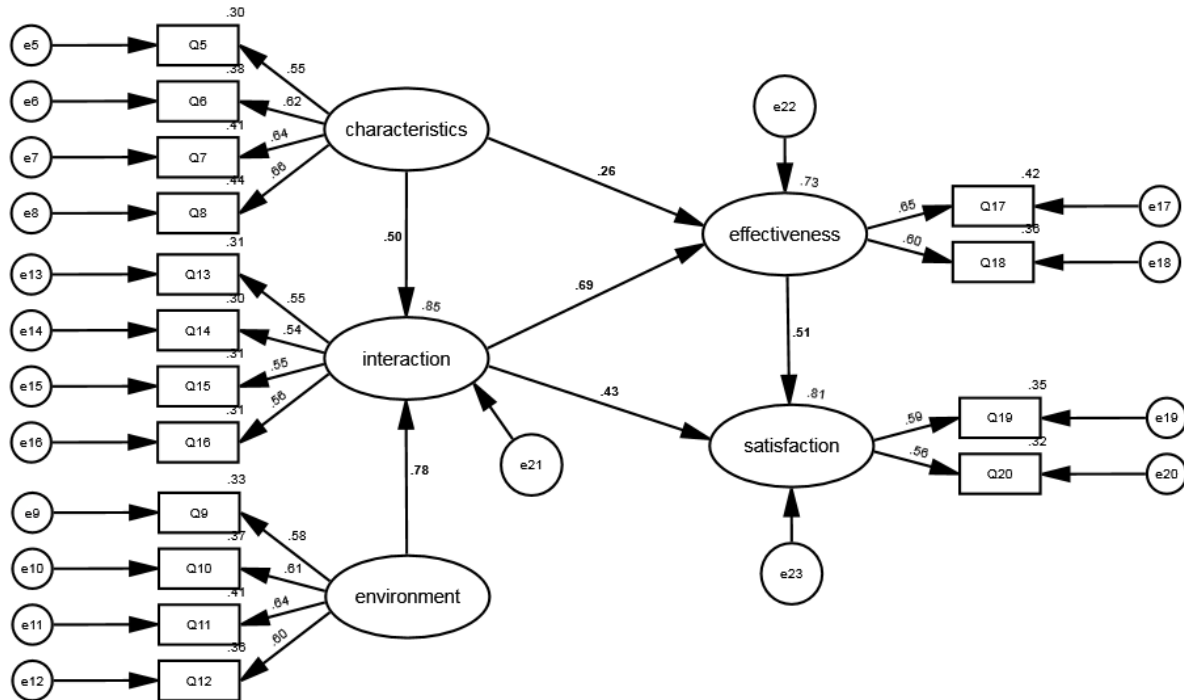 .30
e5
Q5
.55
.38
e6
Q6
.62
.41
e7
Q7
.64
.44
e8
Q8
.66
characteristics
.31
e13
Q13
.55
.30
e14
Q14
.54
.31
e15
Q15
.55
.31
e16
Q16
.56
.50
.85
interaction
e21
.33
e9
Q9
.58
.37
e10
Q10
.61
.41
e11
Q11
.64
.36
e12
Q12
.60
.78
environment
.26
.69
.43
e22
.73
effectiveness
.42
.65
Q17
e17
.36
.60
Q18
e18
.51
.81
satisfaction
.35
.59
Q19
e19
.32
.56
Q20
e20
e23